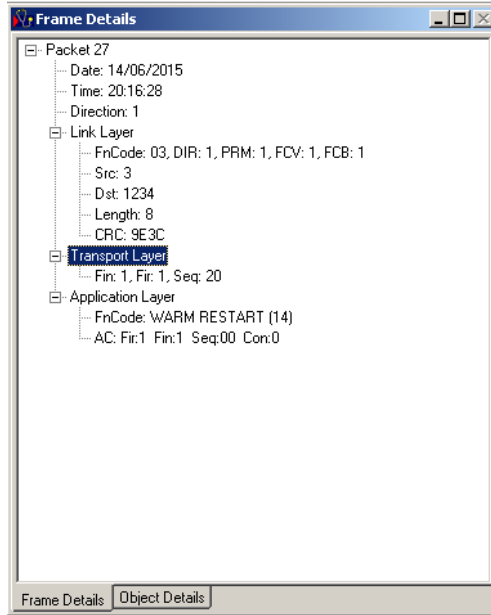 Frame Details
Packet 27
Date: 14/06/2015
Time: 20:16:28
Direction: 1
Link Layer
FnCode: 03, DIR: 1, PRM: 1, FCV: 1, FCB: 1
Src: 3
Dst: 1234
Length: 8
CRC: 9E3C
Transport Layer
Fin: 1, Fir: 1, Seq: 20
Application Layer
FnCode: WARM RESTART (14)
AC: Fir:1  Fin:1  Seq:00  Con:0
Frame Details Object Details